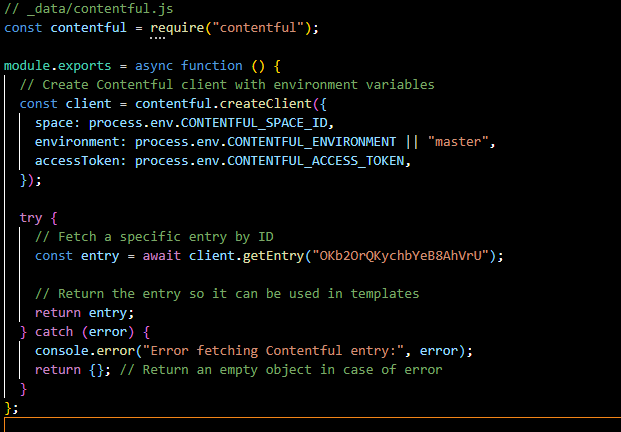 // _data/contentful.js
const contentful = require("contentful");
module.exports = async function () {
// Create Contentful client with environment variables
const client = contentful.createClient({
space: process.env.CONTENTFUL_SPACE_ID,
environment: process.env.CONTENTFUL_ENVIRONMENT || "master",
accessToken: process.env.CONTENTFUL_ACCESS_TOKEN,
});
try {
// Fetch a specific entry by ID
const entry = await client.getEntry("OKb2OrQKychbYeB8AhVrU");
// Return the entry so it can be used in templates
return entry;
} catch (error) {
console.error("Error fetching Contentful entry:", error);
return {}; // Return an empty object in case of error
}
};